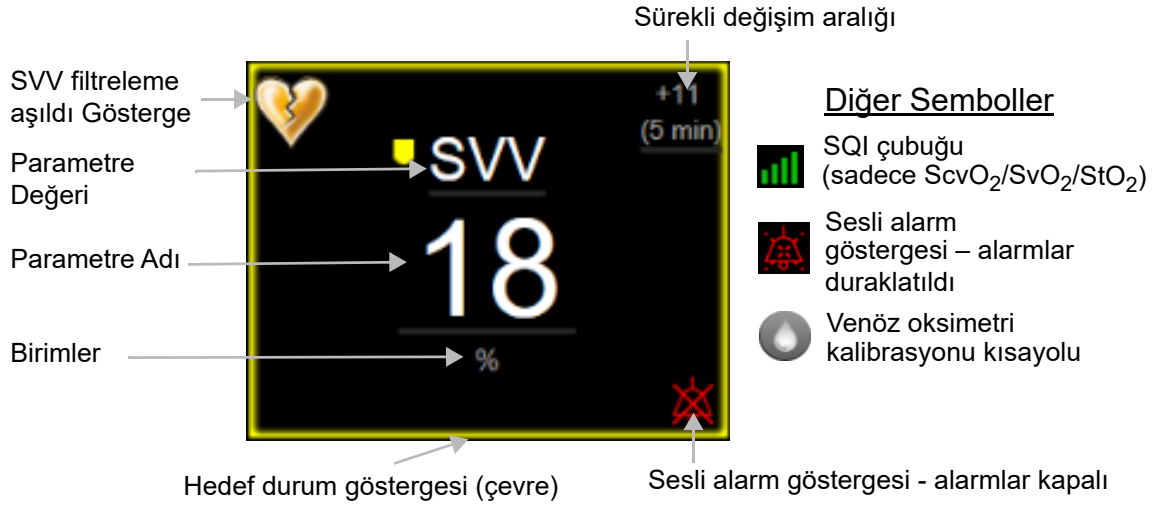 Sürekli değişim aralığı
SVV filtreleme
aşıldı Gösterge
Parametre
Değeri
Parametre Adı
Birimler
+11
(5 min)
SVV
18
%
Diğer Semboller
SQI çubuğu
(sadece ScvO2/SvO2/StO2)
Sesli alarm
göstergesi – alarmlar
duraklatıldı
Venöz oksimetri
kalibrasyonu kısayolu
Hedef durum göstergesi (çevre)
Sesli alarm göstergesi - alarmlar kapalı